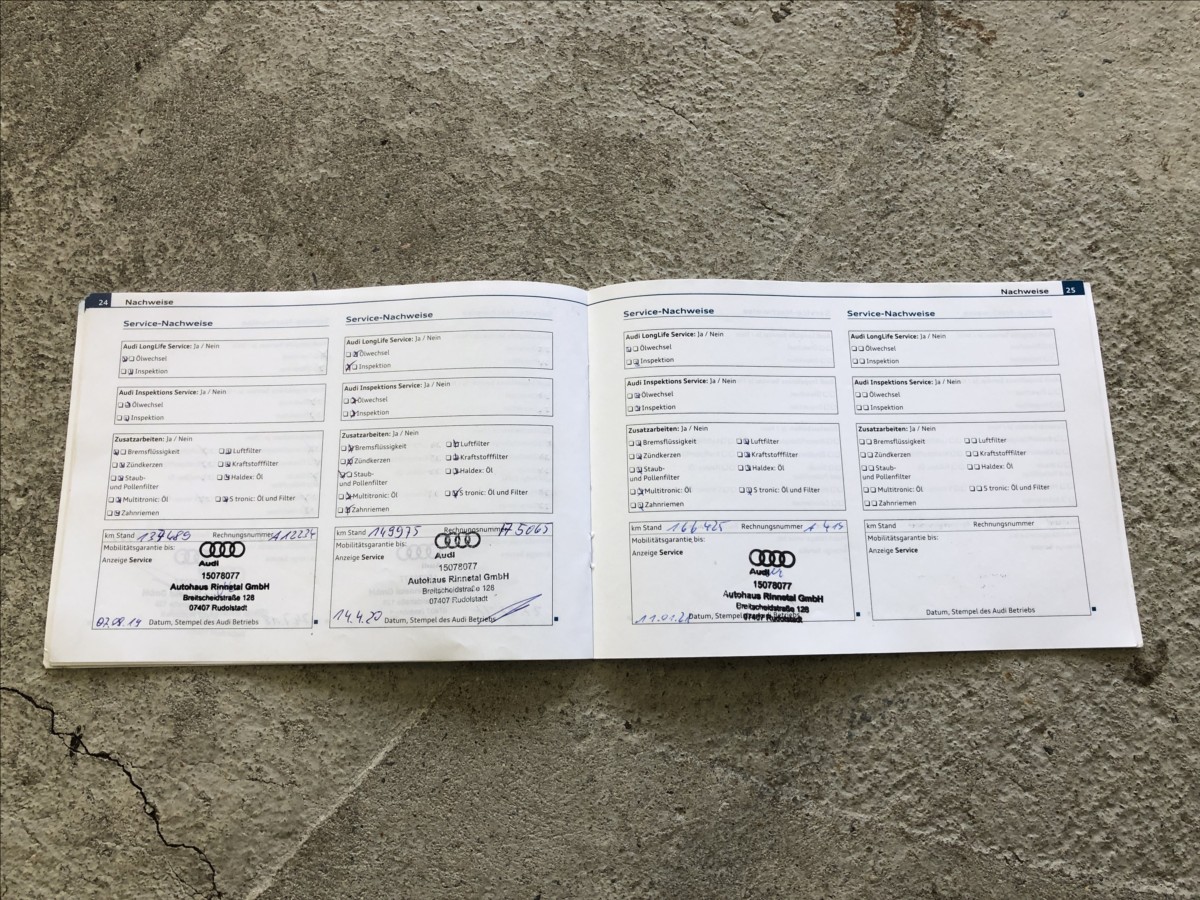 24 Nachweise
Service-Nachweise
Audi LongLife Service: Ja / Nein
Ölwechsel
Inspektion
Audi Inspektions Service: Ja / Nein
Ölwechsel
Inspektion
Zusatzarbeiten: Ja / Nein
Bremsflüssigkeit Luftfilter
Zündkerzen Kraftstofffilter
Staub- Haldex: Öl
und Pollenfilter
Multitronic: Öl S tronic: Öl und Filter
Zahnriemen
km Stand Rechnungsnummer A12234
Mobilitätsgarantie bis:
Anzeige Service
Audi
15078077
Autohaus Rinnetal GmbH
Breitscheidstraße 128
07407 Rudolstadt
02.08.19 Datum, Stempel des Audi Betriebs
Service-Nachweise
Audi LongLife Service: Ja / Nein
Ölwechsel
Inspektion
Audi Inspektions Service: Ja / Nein
Ölwechsel
Inspektion
Zusatzarbeiten: Ja / Nein
Bremsflüssigkeit Luftfilter
Zündkerzen Kraftstofffilter
Staub- Haldex: Öl
und Pollenfilter
Multitronic: Öl S tronic: Öl und Filter
Zahnriemen
km Stand 149975 Rechnungsnummer A 5065
Mobilitätsgarantie bis:
Anzeige Service
Audi
15078077
Autohaus Rinnetal GmbH
Breitscheidstraße 128
07407 Rudolstadt
14.4.20 Datum, Stempel des Audi Betriebs
Nachweise 25
Service-Nachweise
Audi LongLife Service: Ja / Nein
Ölwechsel
Inspektion
Audi Inspektions Service: Ja / Nein
Ölwechsel
Inspektion
Zusatzarbeiten: Ja / Nein
Bremsflüssigkeit Luftfilter
Zündkerzen Kraftstofffilter
Staub- Haldex: Öl
und Pollenfilter
Multitronic: Öl S tronic: Öl und Filter
Zahnriemen
km Stand 166425 Rechnungsnummer A 419
Mobilitätsgarantie bis:
Anzeige Service
Audi
15078077
Autohaus Rinnetal GmbH
Breitscheidstraße 128
07407 Rudolstadt
Datum, Stempel des Audi Betriebs
Service-Nachweise
Audi LongLife Service: Ja / Nein
Ölwechsel
Inspektion
Audi Inspektions Service: Ja / Nein
Ölwechsel
Inspektion
Zusatzarbeiten: Ja / Nein
Bremsflüssigkeit Luftfilter
Zündkerzen Kraftstofffilter
Staub- Haldex: Öl
und Pollenfilter
Multitronic: Öl S tronic: Öl und Filter
Zahnriemen
km Stand Rechnungsnummer
Mobilitätsgarantie bis:
Anzeige Service
Datum, Stempel des Audi Betriebs